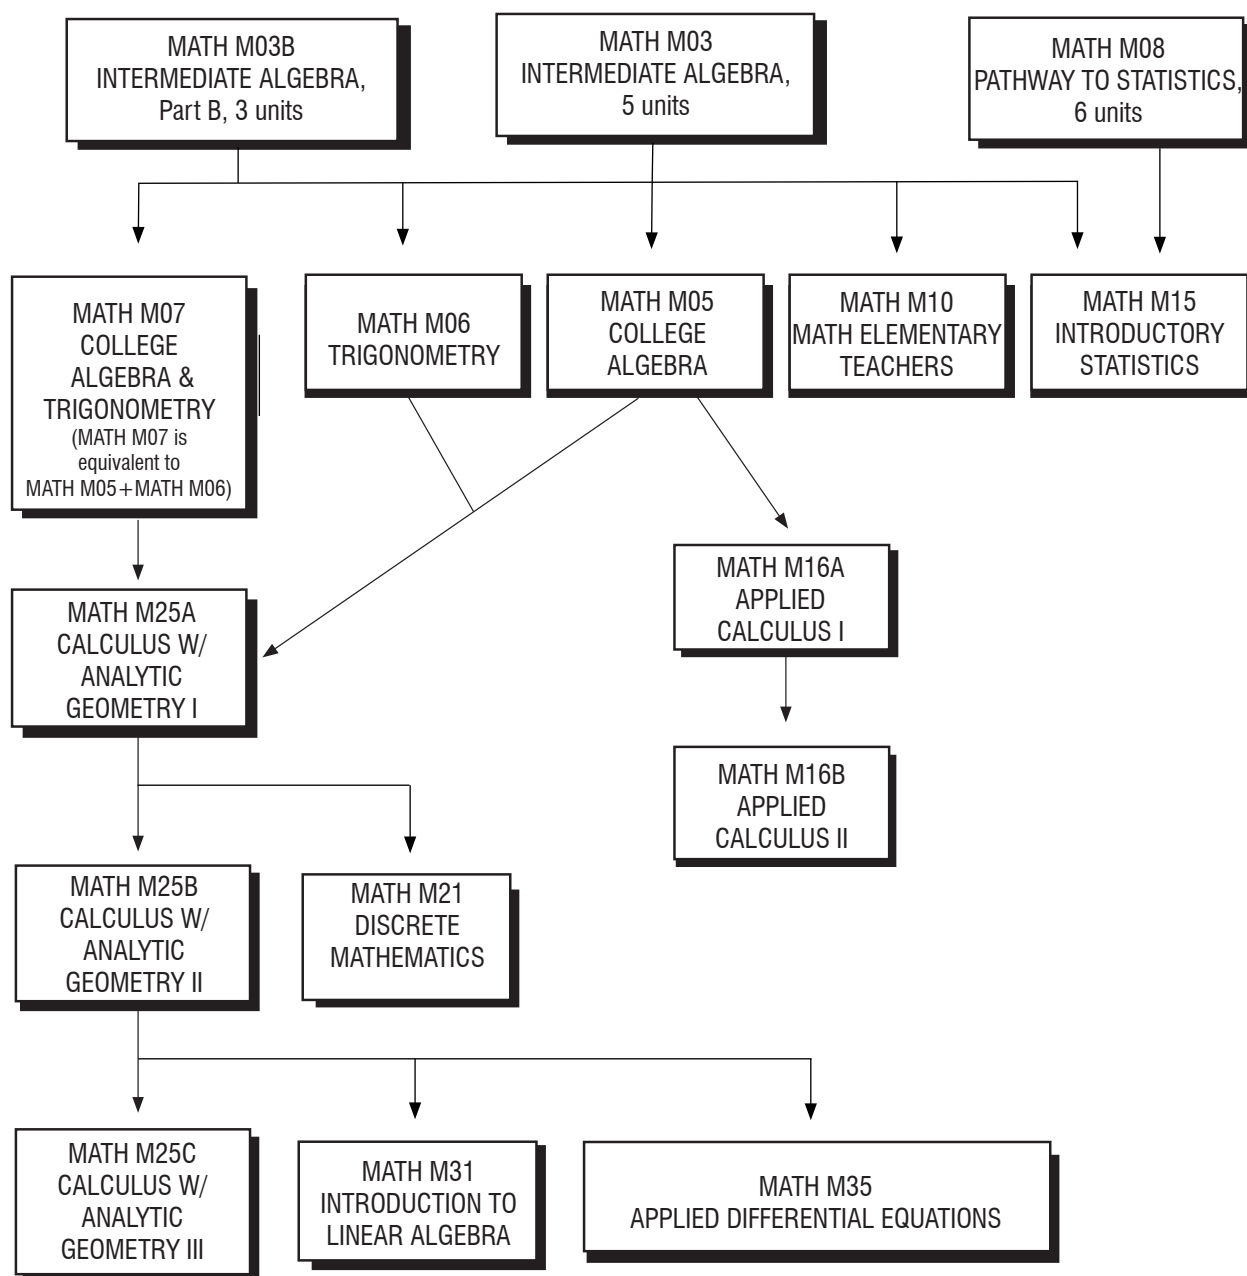 MATH M03B
INTERMEDIATE ALGEBRA,
Part B, 3 units
MATH M03
INTERMEDIATE ALGEBRA,
5 units
MATH M08
PATHWAY TO STATISTICS,
6 units
MATH M07
COLLEGE
ALGEBRA &
TRIGONOMETRY
(MATH M07 is
equivalent to
MATH M05+MATH M06)
MATH M06
TRIGONOMETRY
MATH M05
COLLEGE
ALGEBRA
MATH M10
MATH ELEMENTARY
TEACHERS
MATH M15
INTRODUCTORY
STATISTICS
MATH M25A
CALCULUS W/
ANALYTIC
GEOMETRY I
MATH M16A
APPLIED
CALCULUS I
MATH M16B
APPLIED
CALCULUS II
MATH M25B
CALCULUS W/
ANALYTIC
GEOMETRY II
MATH M21
DISCRETE
MATHEMATICS
MATH M25C
CALCULUS W/
ANALYTIC
GEOMETRY III
MATH M31
INTRODUCTION TO
LINEAR ALGEBRA
MATH M35
APPLIED DIFFERENTIAL EQUATIONS